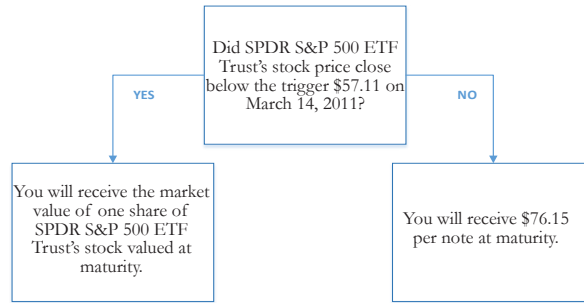 Did SPDR S&P 500 ETF
Trust's stock price close
below the trigger $57.11 on
March 14, 2011?
YES
NO
You will receive the market
value of one share of
SPDR S&P 500 ETF
Trust's stock valued at
maturity.
You will receive $76.15
per note at maturity.